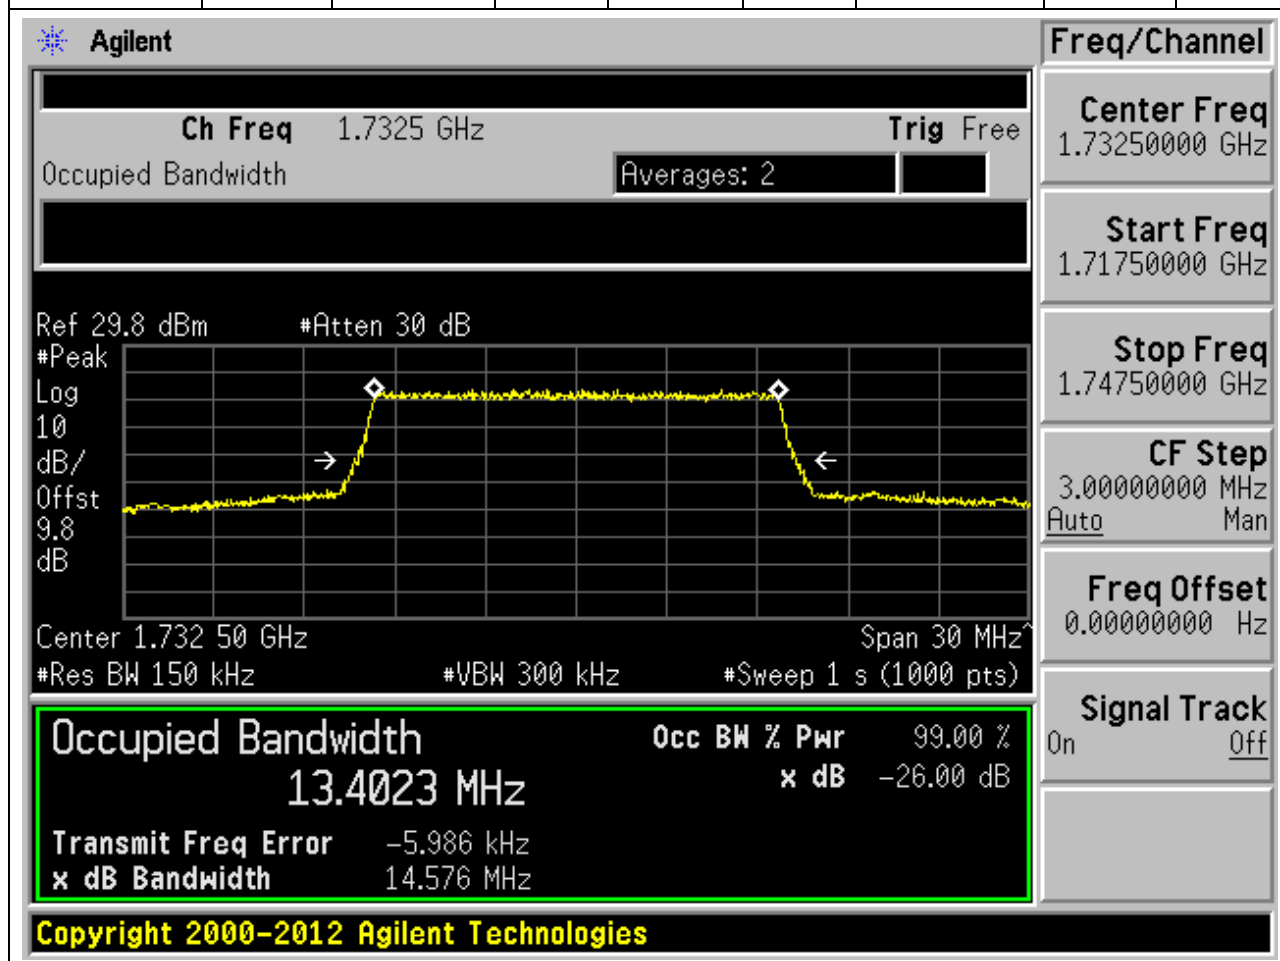 Agilent
Freq/Channel
Ch Freq 1.7325 GHz Trig Free
Occupied Bandwidth Averages: 2
Center Freq
1.73250000 GHz
Start Freq
1.71750000 GHz
Stop Freq
1.74750000 GHz
CF Step
3.00000000 MHz
Auto Man
Freq Offset
0.00000000 Hz
Signal Track
On Off
Ref 29.8 dBm #Atten 30 dB
#Peak
Log
10
dB/
Offst
9.8
dB
Center 1.732 50 GHz Span 30 MHz^
#Res BW 150 kHz #VBW 300 kHz #Sweep 1 s (1000 pts)
Occupied Bandwidth Occ BW % Pwr 99.00 %
13.4023 MHz x dB -26.00 dB
Transmit Freq Error -5.986 kHz
x dB Bandwidth 14.576 MHz
Copyright 2000-2012 Agilent Technologies